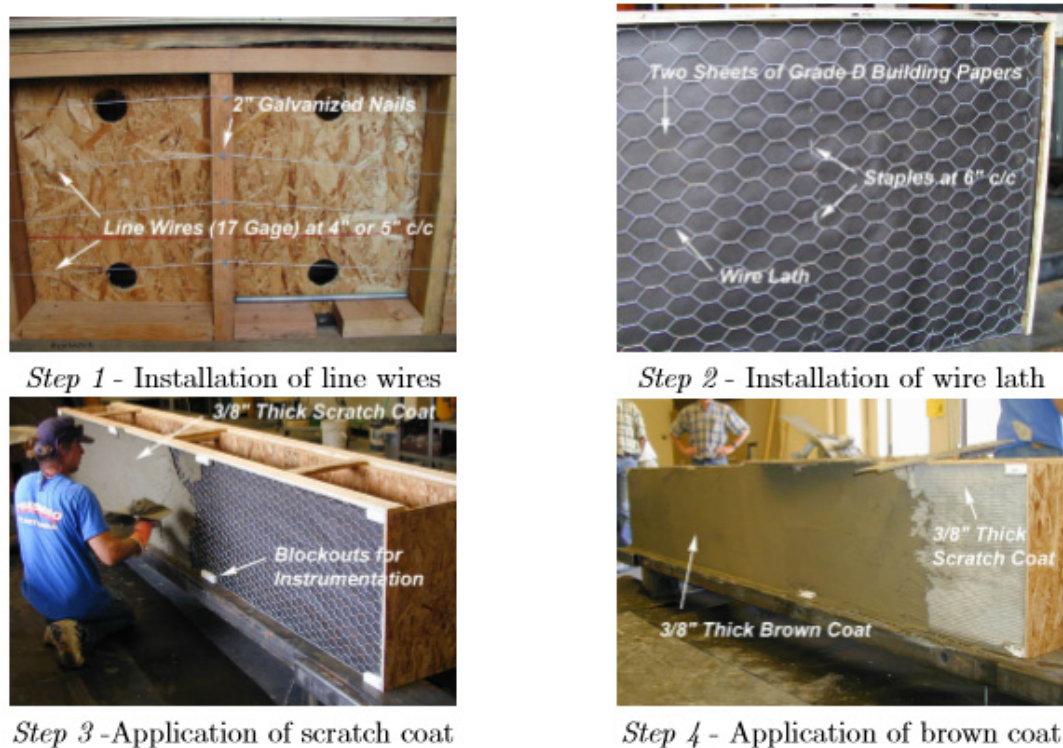 2" Galvanized Nails
Line Wires (17 Gage) at 4" or 5" c/c
Step 1 - Installation of line wires
Two Sheets of Grade D Building Papers
Staples at 6" c/c
Wire Lath
Step 2 - Installation of wire lath
3/8" Thick Scratch Coat
Blockouts for
Instrumentation
Step 3 -Application of scratch coat
3/8" Thick
Scratch Coat
3/8" Thick Brown Coat
Step 4 - Application of brown coat